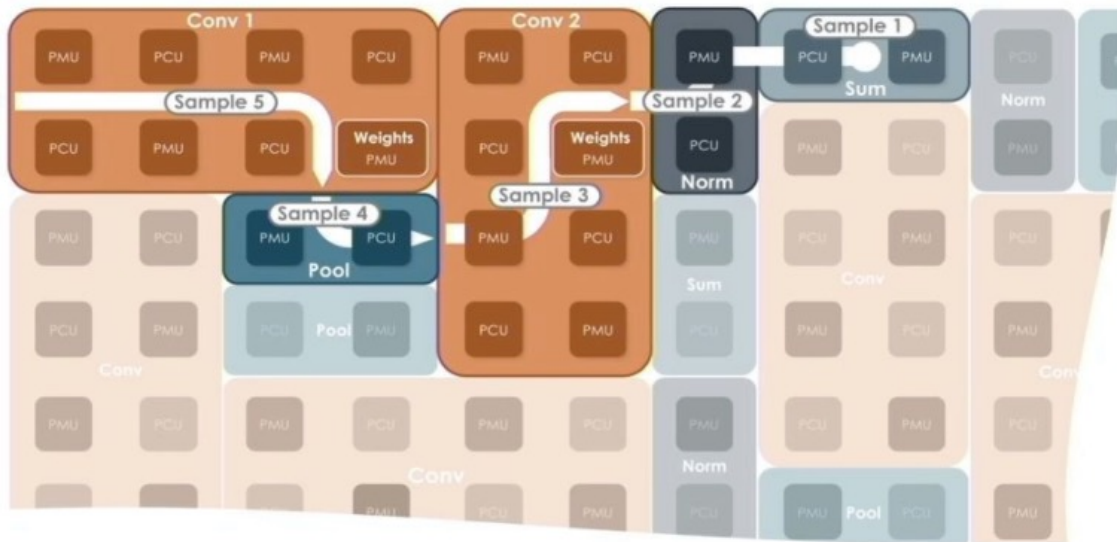 Conv 1
Conv 2
Sample 1
PMU PCU PMU PCU
PMU
PMU
PCU PMU
PCU
Sum
Norm
Sample 5
Sample 2
PCU PMU PCU
Weights
PMU
PCU
Weights
PMU
PCU
Norm
PMU PCU
PMU
Sample 4
Sample 3
PMU PCU
PMU PCU
PMU PCU
Pool
PMU
Sum
PCU PMU
Conv
PCU PMU
PCU
Pool
PMU
PCU PMU
PCU
PMU PCU
PMU
Conv
Conv
PMU PCU
PMU PCU
PMU PCU
PMU
PCU PMU
PCU
Conv
Norm
PCU PMU
PCU PMU
PCU PMU
PCU
PMU
Pool
PCU
PMU